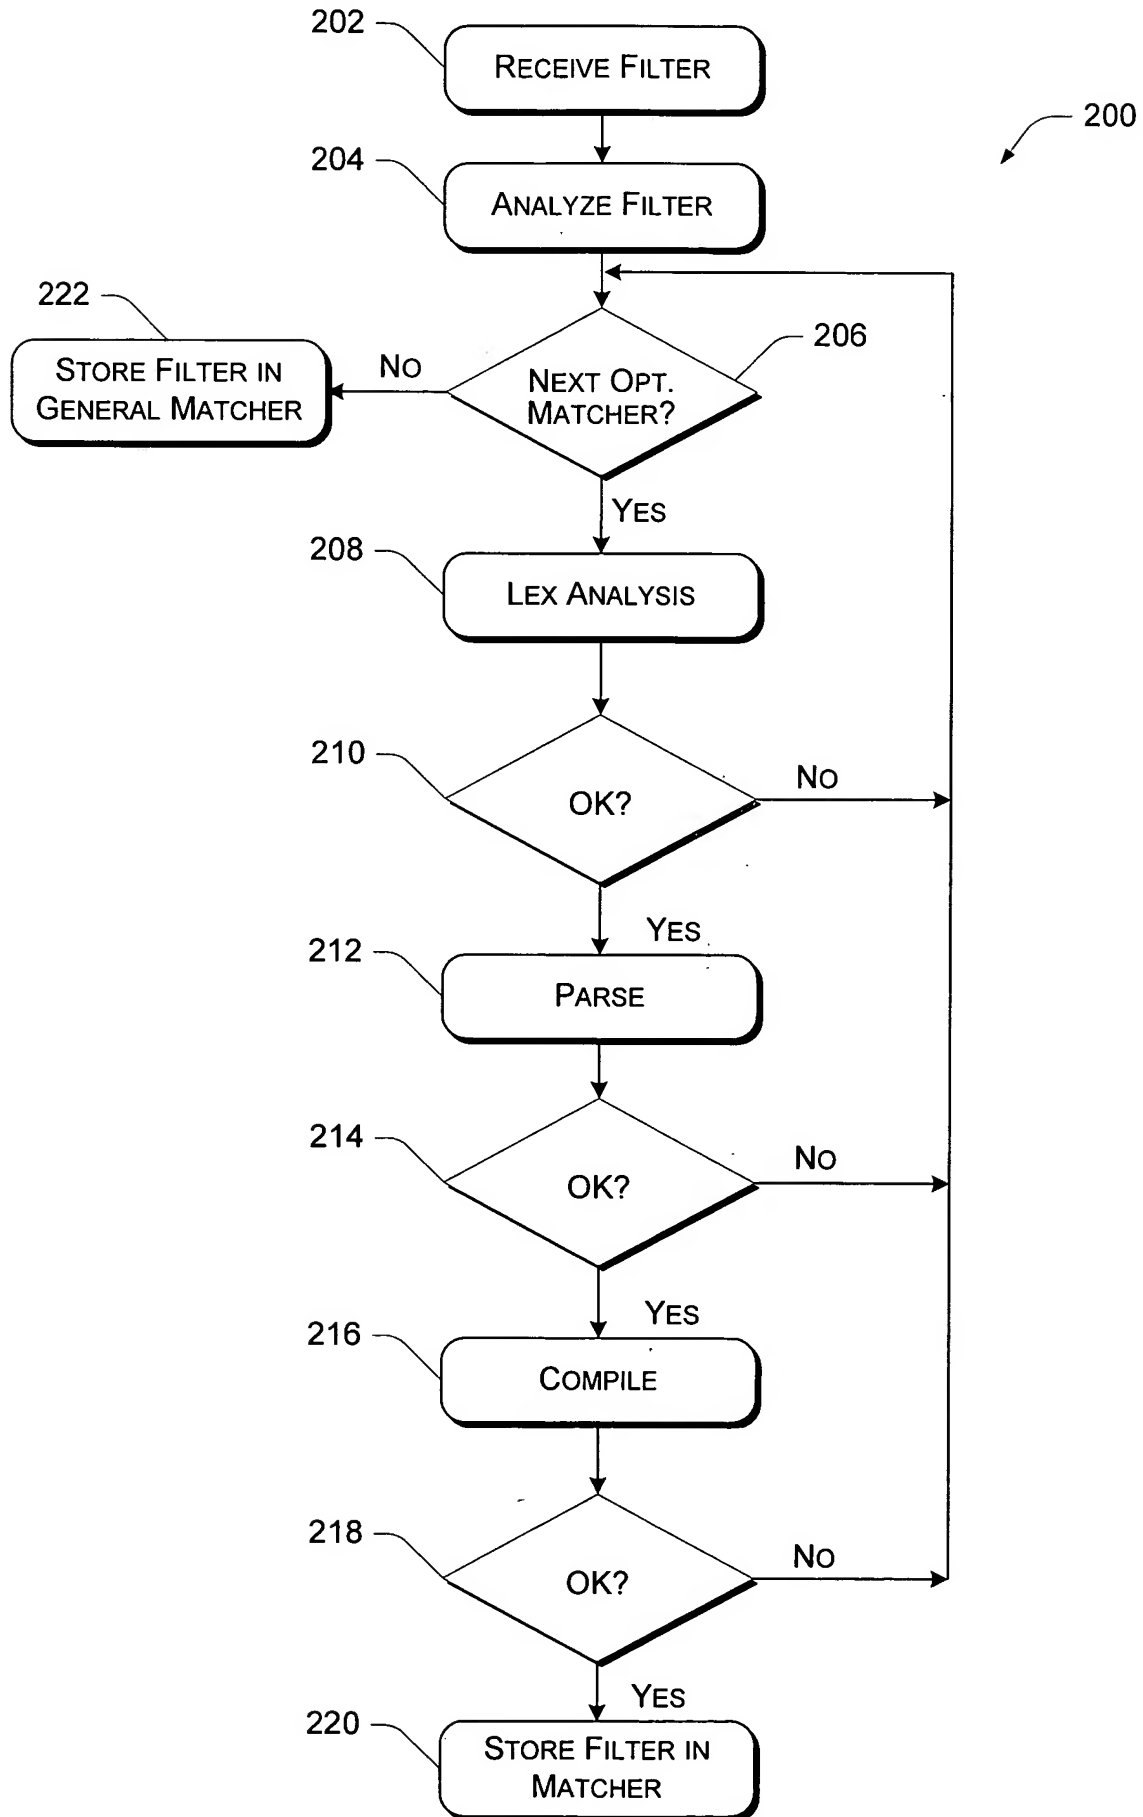 202
RECEIVE FILTER
200
204
ANALYZE FILTER
222
206
STORE FILTER IN
GENERAL MATCHER
NO
NEXT OPT.
MATCHER?
YES
208
LEX ANALYSIS
210
OK?
NO
YES
212
PARSE
214
OK?
NO
YES
216
COMPILE
218
OK?
NO
YES
220
STORE FILTER IN
MATCHER